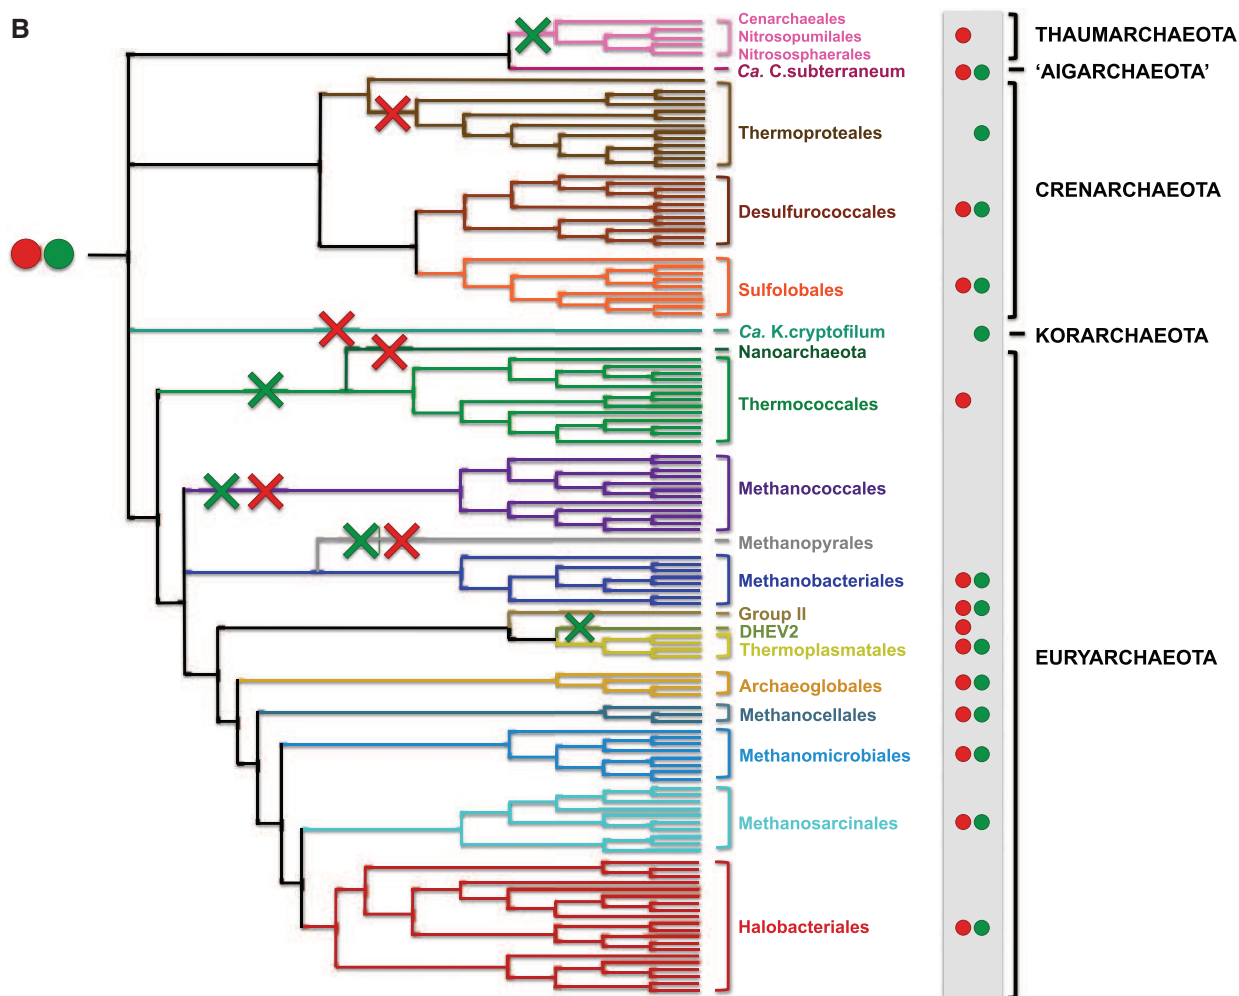 B
Cenarchaeales
Nitrosopumilales
Nitrososphaerales
THAUMARCHAEOTA
Ca. C.subterraneum
‘AIGARCHAEOTA’
Thermoproteales
CRENARCHAEOTA
Desulfurococcales
Sulfolobales
Ca. K.cryptofilum
KORARCHAEOTA
Nanoarchaeota
Thermococcales
Methanococcales
Methanopyrales
Methanobacteriales
Group II
DHEV2
Thermoplasmatales
EURYARCHAEOTA
Archaeoglobales
Methanocellales
Methanomicrobiales
Methanosarcinales
Halobacteriales